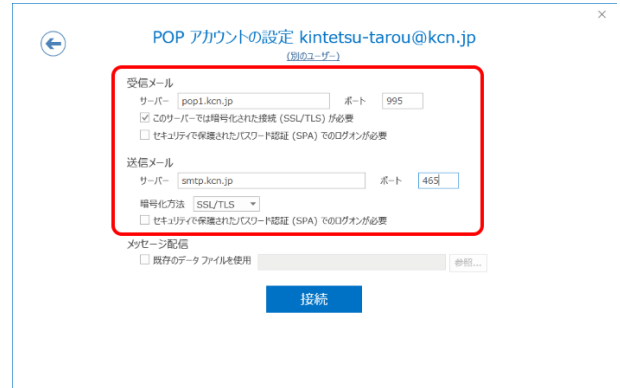 POP アカウントの設定 kintetsu-tarou@kcn.jp
(別のユーザー)
受信メール
サーバー pop1.kcn.jp ポート 995
このサーバーでは暗号化された接続 (SSL/TLS) が必要
セキュリティで保護されたパスワード認証 (SPA) でのログオンが必要
送信メール
サーバー smtp.kcn.jp ポート 465
暗号化方法 SSL/TLS
セキュリティで保護されたパスワード認証 (SPA) でのログオンが必要
メッセージ配信
既存のデータ ファイルを使用 参照...
接続